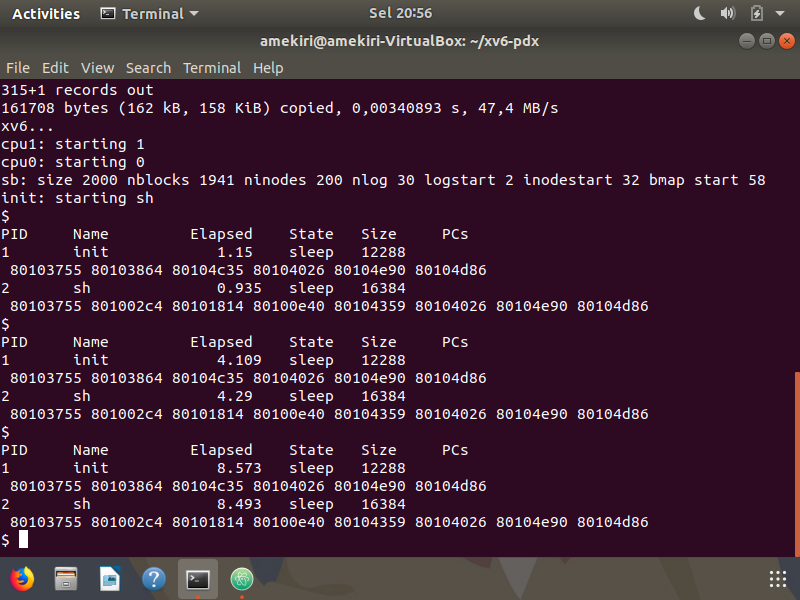 Activities Terminal Sel 20:56
amekiri@amekiri-VirtualBox: ~/xv6-pdx
File Edit View Search Terminal Help
315+1 records out
161708 bytes (162 kB, 158 KiB) copied, 0,00340893 s, 47,4 MB/s
xv6...
cpu1: starting 1
cpu0: starting 0
sb: size 2000 nblocks 1941 ninodes 200 nlog 30 logstart 2 inodestart 32 bmap start 58
init: starting sh
$
PID Name Elapsed State Size PCs
1 init 1.15 sleep 12288
80103755 80103864 80104c35 80104026 80104e90 80104d86
2 sh 0.935 sleep 16384
80103755 801002c4 80101814 80100e40 80104359 80104026 80104e90 80104d86
$
PID Name Elapsed State Size PCs
1 init 4.109 sleep 12288
80103755 80103864 80104c35 80104026 80104e90 80104d86
2 sh 4.29 sleep 16384
80103755 801002c4 80101814 80100e40 80104359 80104026 80104e90 80104d86
$
PID Name Elapsed State Size PCs
1 init 8.573 sleep 12288
80103755 80103864 80104c35 80104026 80104e90 80104d86
2 sh 8.493 sleep 16384
80103755 801002c4 80101814 80100e40 80104359 80104026 80104e90 80104d86
$